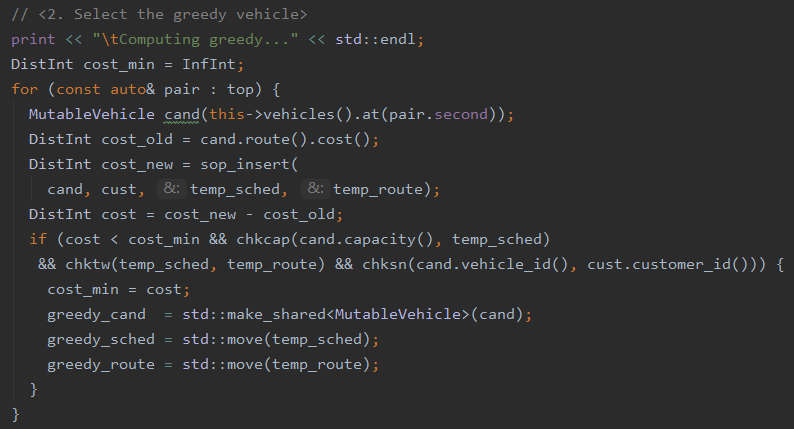 // <2. Select the greedy vehicle>
print << "\tComputing greedy..." << std::endl;
DistInt cost_min = InfInt;
for (const auto& pair : top) {
  MutableVehicle cand(this->vehicles().at(pair.second));
  DistInt cost_old = cand.route().cost();
  DistInt cost_new = sop_insert(
    cand, cust, &: temp_sched, &: temp_route);
  DistInt cost = cost_new - cost_old;
  if (cost < cost_min && chkcap(cand.capacity(), temp_sched)
   && chktw(temp_sched, temp_route) && chksn(cand.vehicle_id(), cust.customer_id())) {
    cost_min = cost;
    greedy_cand  = std::make_shared<MutableVehicle>(cand);
    greedy_sched = std::move(temp_sched);
    greedy_route = std::move(temp_route);
  }
}